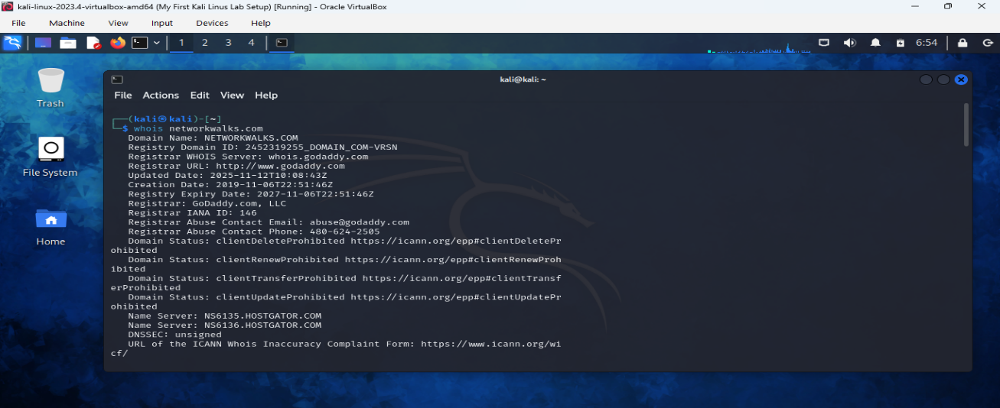 kali-linux-2023.4-virtualbox-amd64 (My First Kali Linus Lab Setup) [Running] - Oracle VirtualBox
File Machine View Input Devices Help
1 2 3 4 6:54
Trash
File System
Home
kali@kali: ~
File Actions Edit View Help
┌──(kali㉿kali)-[~]
└─$ whois networkwalks.com
Domain Name: NETWORKWALKS.COM
Registry Domain ID: 2452319255_DOMAIN_COM-VRSN
Registrar WHOIS Server: whois.godaddy.com
Registrar URL: http://www.godaddy.com
Updated Date: 2025-11-12T10:08:43Z
Creation Date: 2019-11-06T22:51:46Z
Registry Expiry Date: 2027-11-06T22:51:46Z
Registrar: GoDaddy.com, LLC
Registrar IANA ID: 146
Registrar Abuse Contact Email: abuse@godaddy.com
Registrar Abuse Contact Phone: 480-624-2505
Domain Status: clientDeleteProhibited https://icann.org/epp#clientDeletePr
ohibited
Domain Status: clientRenewProhibited https://icann.org/epp#clientRenewProh
ibited
Domain Status: clientTransferProhibited https://icann.org/epp#clientTransf
erProhibited
Domain Status: clientUpdateProhibited https://icann.org/epp#clientUpdatePr
ohibited
Name Server: NS6135.HOSTGATOR.COM
Name Server: NS6136.HOSTGATOR.COM
DNSSEC: unsigned
URL of the ICANN Whois Inaccuracy Complaint Form: https://www.icann.org/wi
cf/